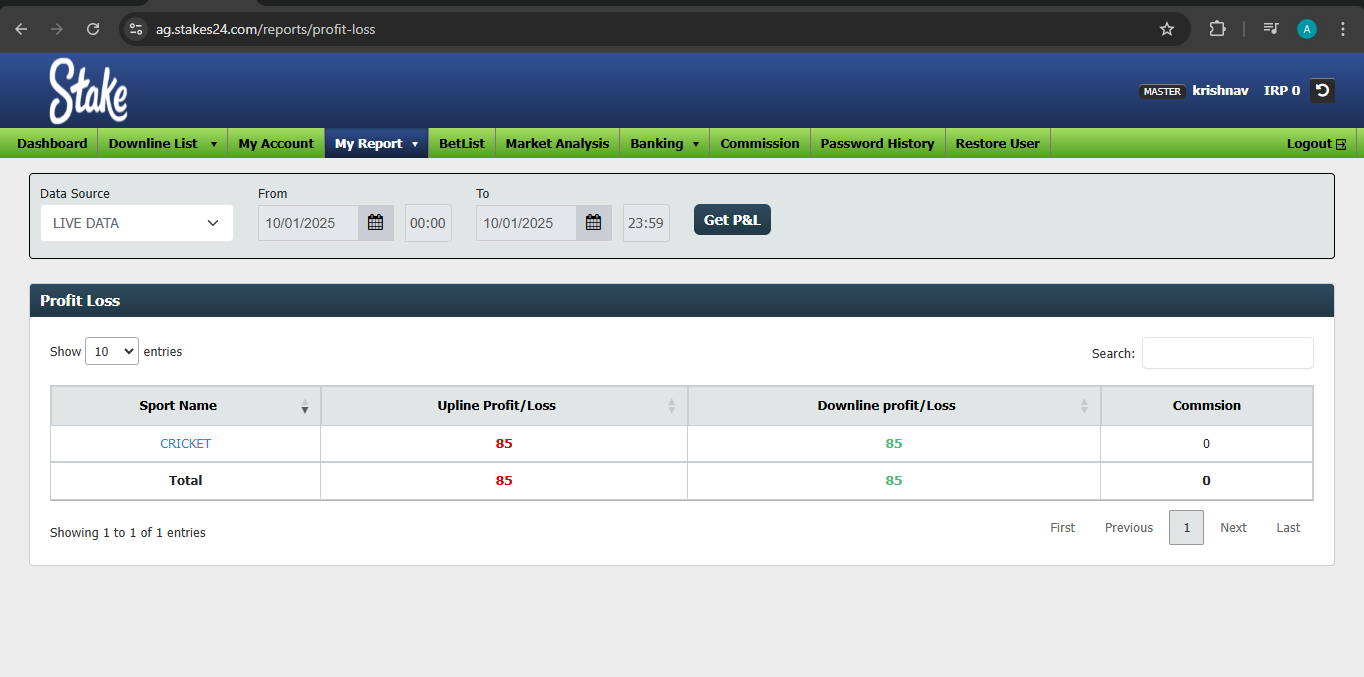 ag.stakes24.com/reports/profit-loss
A
Stake
MASTER krishnav IRP 0
Dashboard Downline List My Account My Report BetList Market Analysis Banking Commission Password History Restore User Logout
Data Source From To
LIVE DATA 10/01/2025 00:00 10/01/2025 23:59 Get P&L
Profit Loss
Show 10 entries Search:
Sport Name Upline Profit/Loss Downline profit/Loss Commsion
CRICKET 85 85 0
Total 85 85 0
Showing 1 to 1 of 1 entries First Previous 1 Next Last